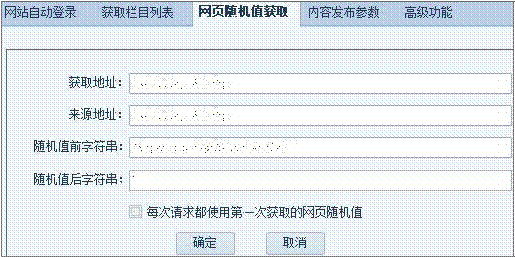 网站自动登录 获取栏目列表 网页随机值获取 内容发布参数 高级功能
获取地址：
来源地址：
随机值前字符串：
随机值后字符串：
每次请求都使用第一次获取的网页随机值
确定 取消